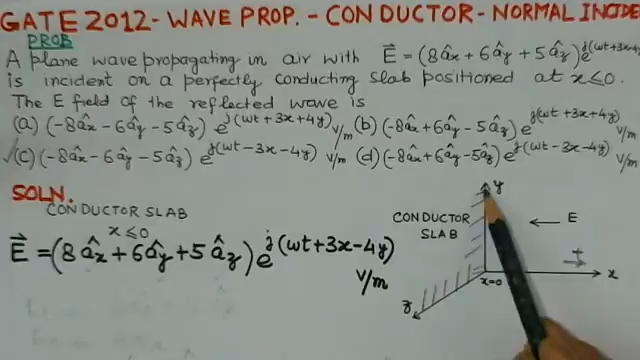 GATE 2012 - WAVE PROP. - CONDUCTOR - NORMAL INCIDE
PROB
A plane wave propagating in air with E⃗ = (8âx + 6ây + 5âz) e^j(ωt+3x-4y
is incident on a perfectly conducting slab positioned at x≤0.
The E field of the reflected wave is
(a) (-8âx - 6ây - 5âz) e^j(ωt+3x+4y) V/m (b) (-8âx + 6ây - 5âz) e^j(ωt+3x+4y) V/m
✓(c) (-8âx - 6ây - 5âz) e^j(ωt-3x-4y) V/m (d) (-8âx + 6ây - 5âz) e^j(ωt-3x-4y) V/m
SOLN.
CONDUCTOR SLAB
x ≤ 0
E⃗ = (8âx + 6ây + 5âz) e^j(ωt+3x-4y)
V/m
y
CONDUCTOR
SLAB
← E
x=0
x
z